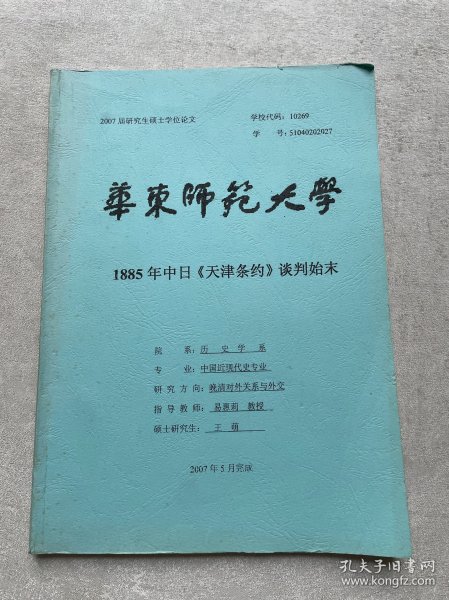 2007届研究生硕士学位论文
学校代码：10269
学 号：51040202027
華東師範大學
1885年中日《天津条约》谈判始末
院 系：历 史 学 系
专 业：中国近现代史专业
研究方向：晚清对外关系与外交
指导教师：易惠莉 教授
硕士研究生：王 萌
2007年5月完成
孔夫子旧书网
www.kongfz.com